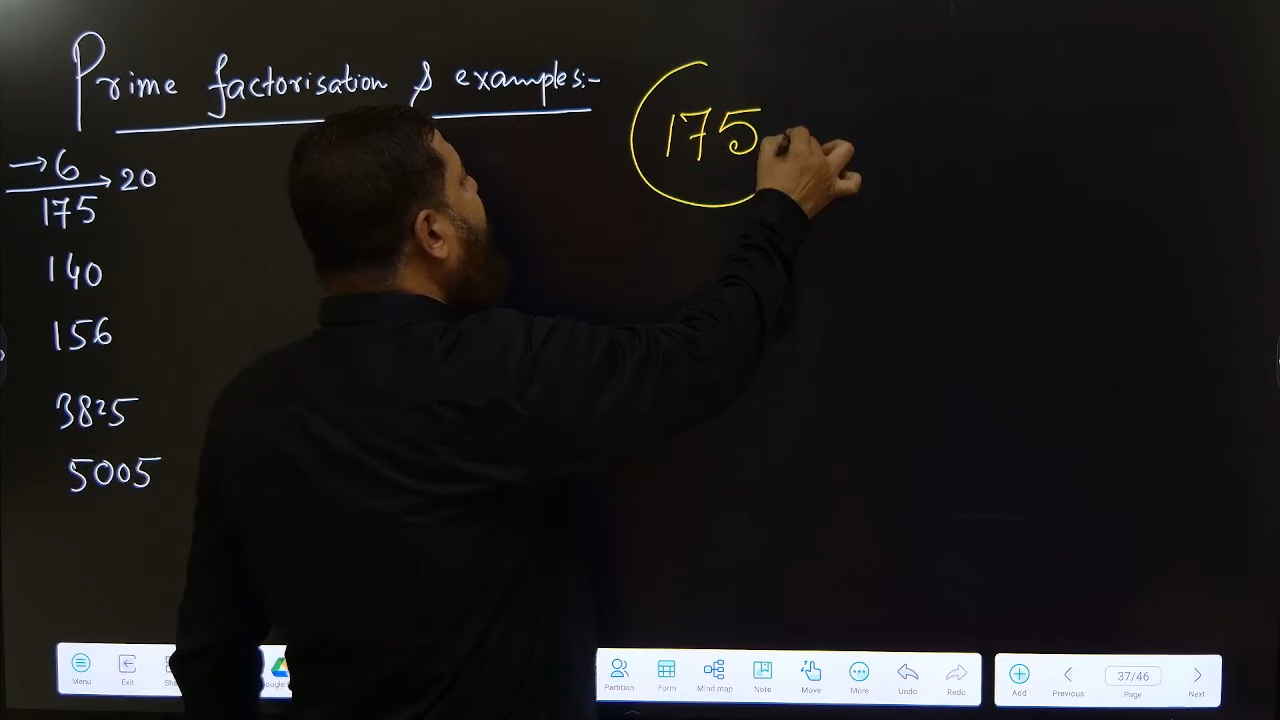 Prime factorisation & examples:-
→ 6
→ 20
175
140
156
3825
5005
175
Menu
Exit
Partition
Form
Mind map
Note
Move
More
Undo
Redo
Add
Previous
37/46
Page
Next